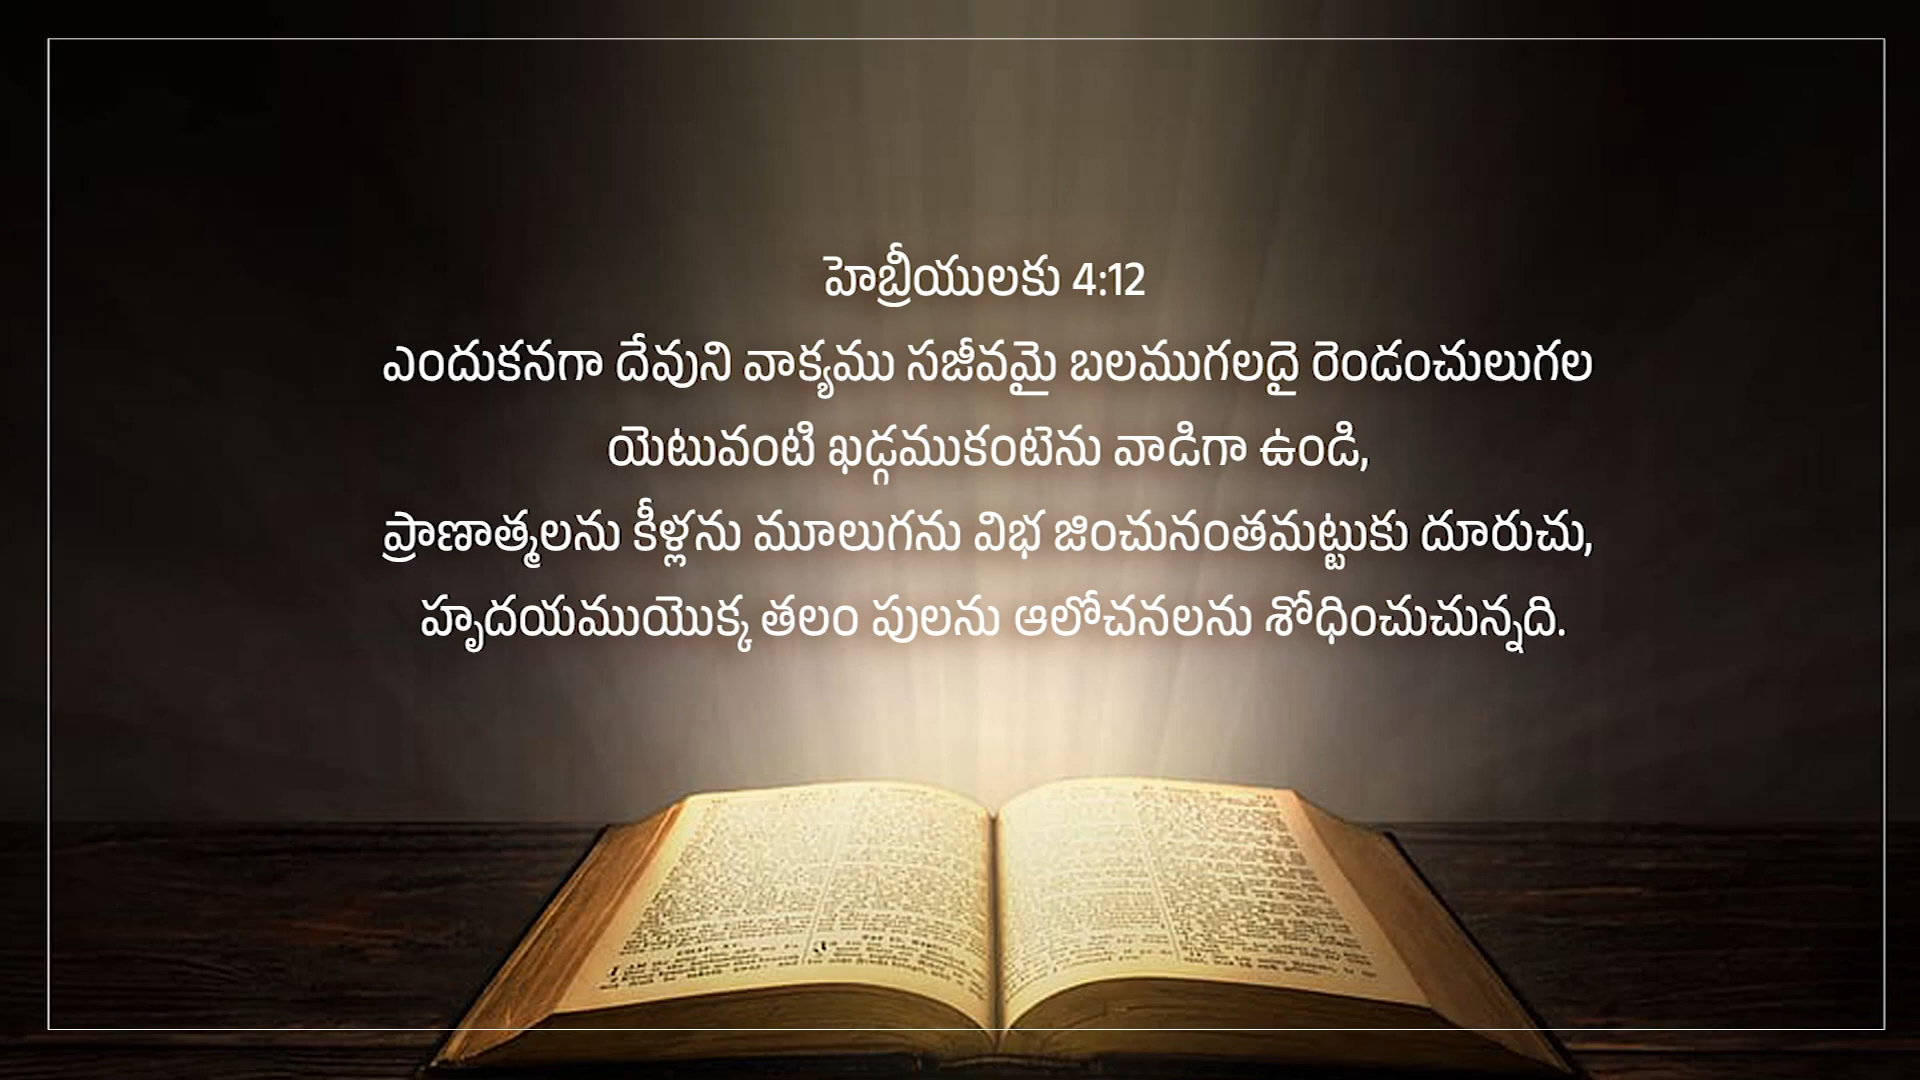 హెబ్రీయులకు 4:12
ఎందుకనగా దేవుని వాక్యము సజీవమై బలముగలదై రెండంచులుగల
యెటువంటి ఖడ్గముకంటెను వాడిగా ఉండి,
ప్రాణాత్మలను కీళ్లను మూలుగను విభ జించునంతమట్టుకు దూరుచు,
హృదయముయొక్క తలం పులను ఆలోచనలను శోధించుచున్నది.